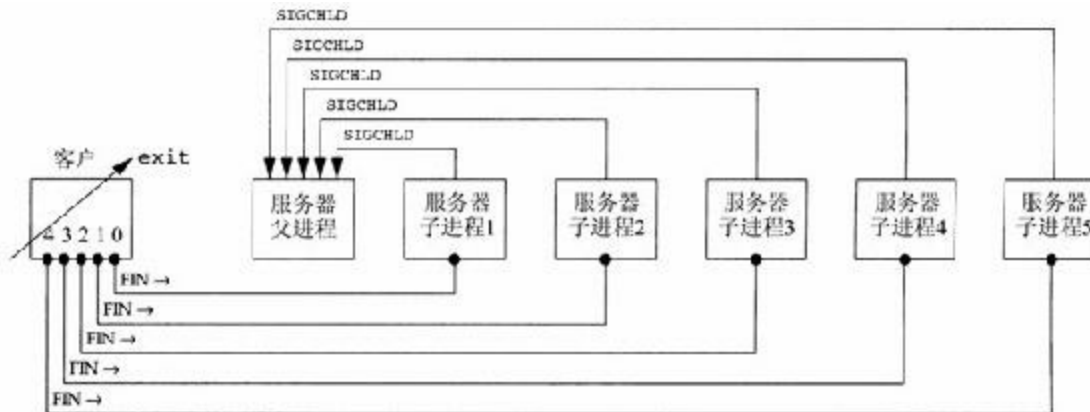 SIGCHLD
SIGCHLD
SIGCHLD
SIGCHLD
SIGCHLD
客户
exit
服务器
父进程
服务器
子进程1
服务器
子进程2
服务器
子进程3
服务器
子进程4
服务器
子进程5
4 3 2 1 0
FIN →
FIN →
FIN →
FIN →
FIN →